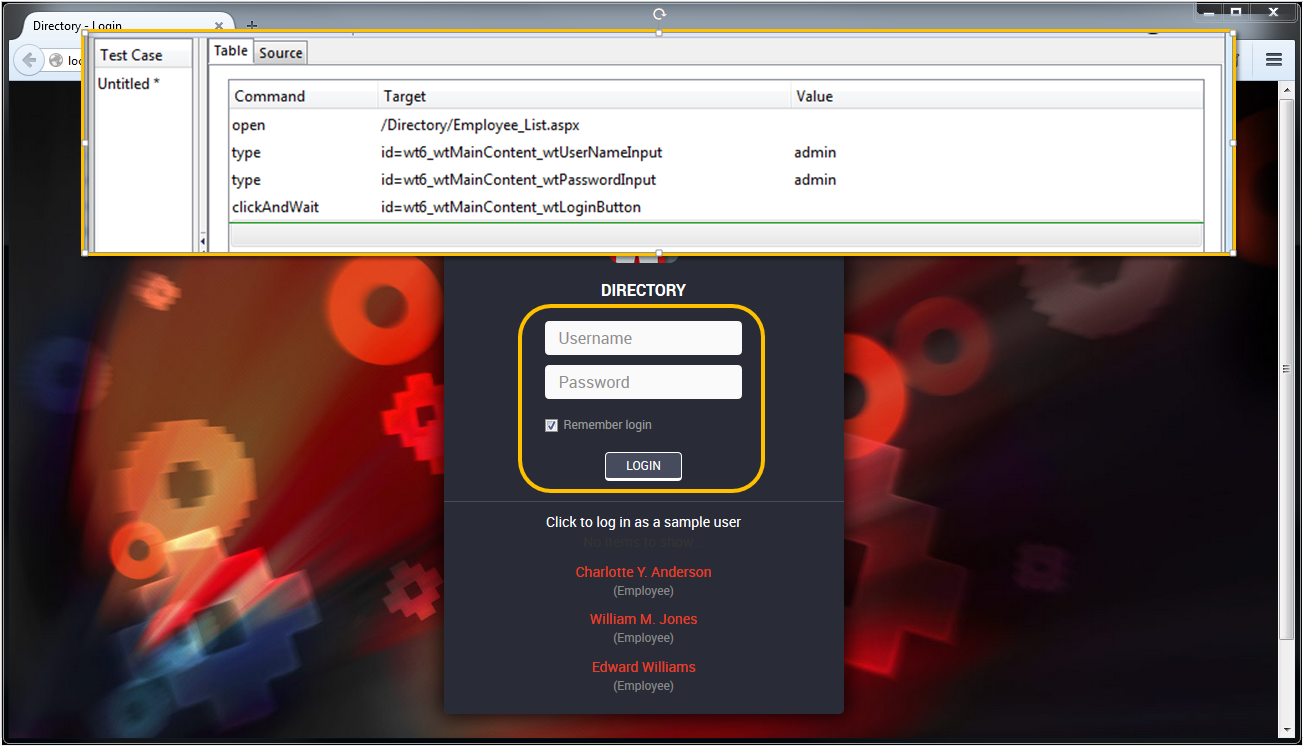 Directory - Login
Test Case
Table
Source
Untitled *
Command Target Value
open /Directory/Employee_List.aspx
type id=wt6_wtMainContent_wtUserNameInput admin
type id=wt6_wtMainContent_wtPasswordInput admin
clickAndWait id=wt6_wtMainContent_wtLoginButton
DIRECTORY
Username
Password
Remember login
LOGIN
Click to log in as a sample user
No items to show...
Charlotte Y. Anderson
(Employee)
William M. Jones
(Employee)
Edward Williams
(Employee)